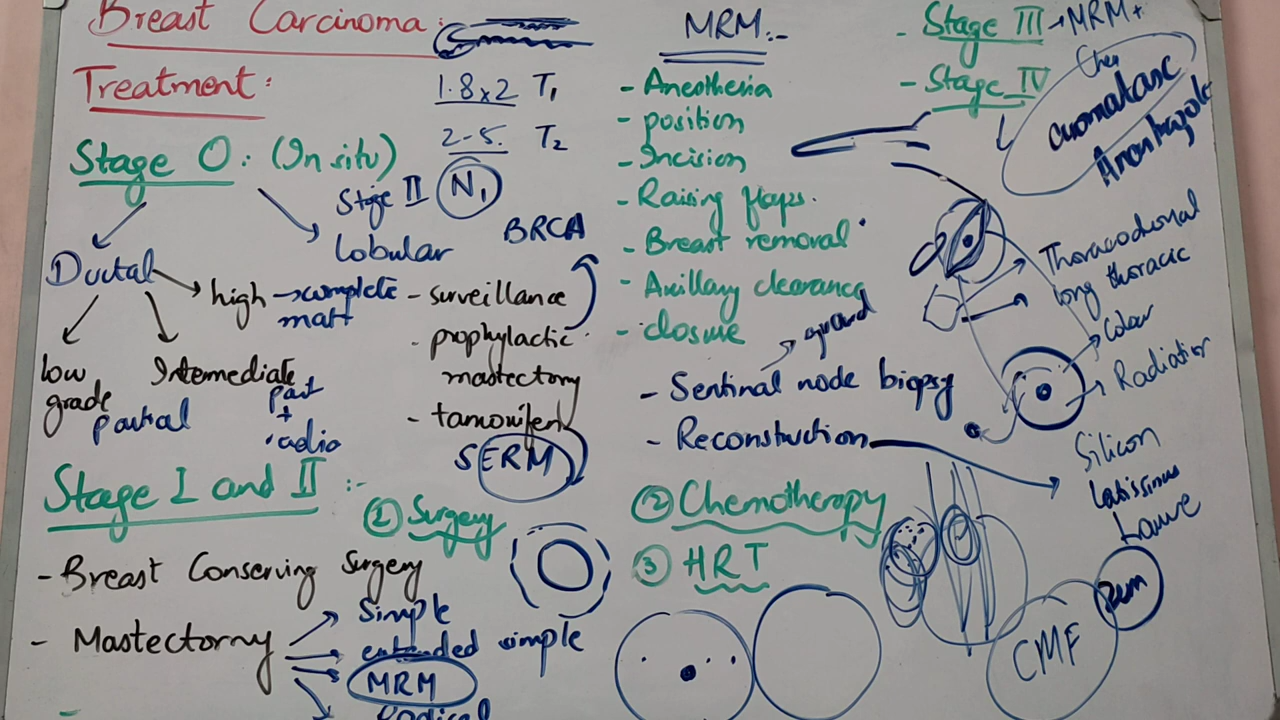 Breast Carcinoma:
Treatment:
1.8x2 T1
2-5. T2
Stage 0: (In situ)
Stage II N1
Ductal
lobular
BRCA
high → complete
matt
- surveillance
- prophylactic
mastectomy
- tamoxifen
SERM
low
grade
partial
Intermediate
part
+
radio
Stage I and II :-
① Surgery
- Breast Conserving Surgery
- Mastectomy
Simple
extended simple
MRM
Radical
MRM:-
- Anesthesia
- position
- Incision
- Raising flaps.
- Breast removal
- Axillary clearance
- closure
- Sentinal node biopsy
- Reconstruction
② Chemotherapy
③ HRT
- Stage III → MRM +
- Stage IV
Thoracodorsal
long thoracic
Colour
Radiation
Silicon
Latissimus
CMF